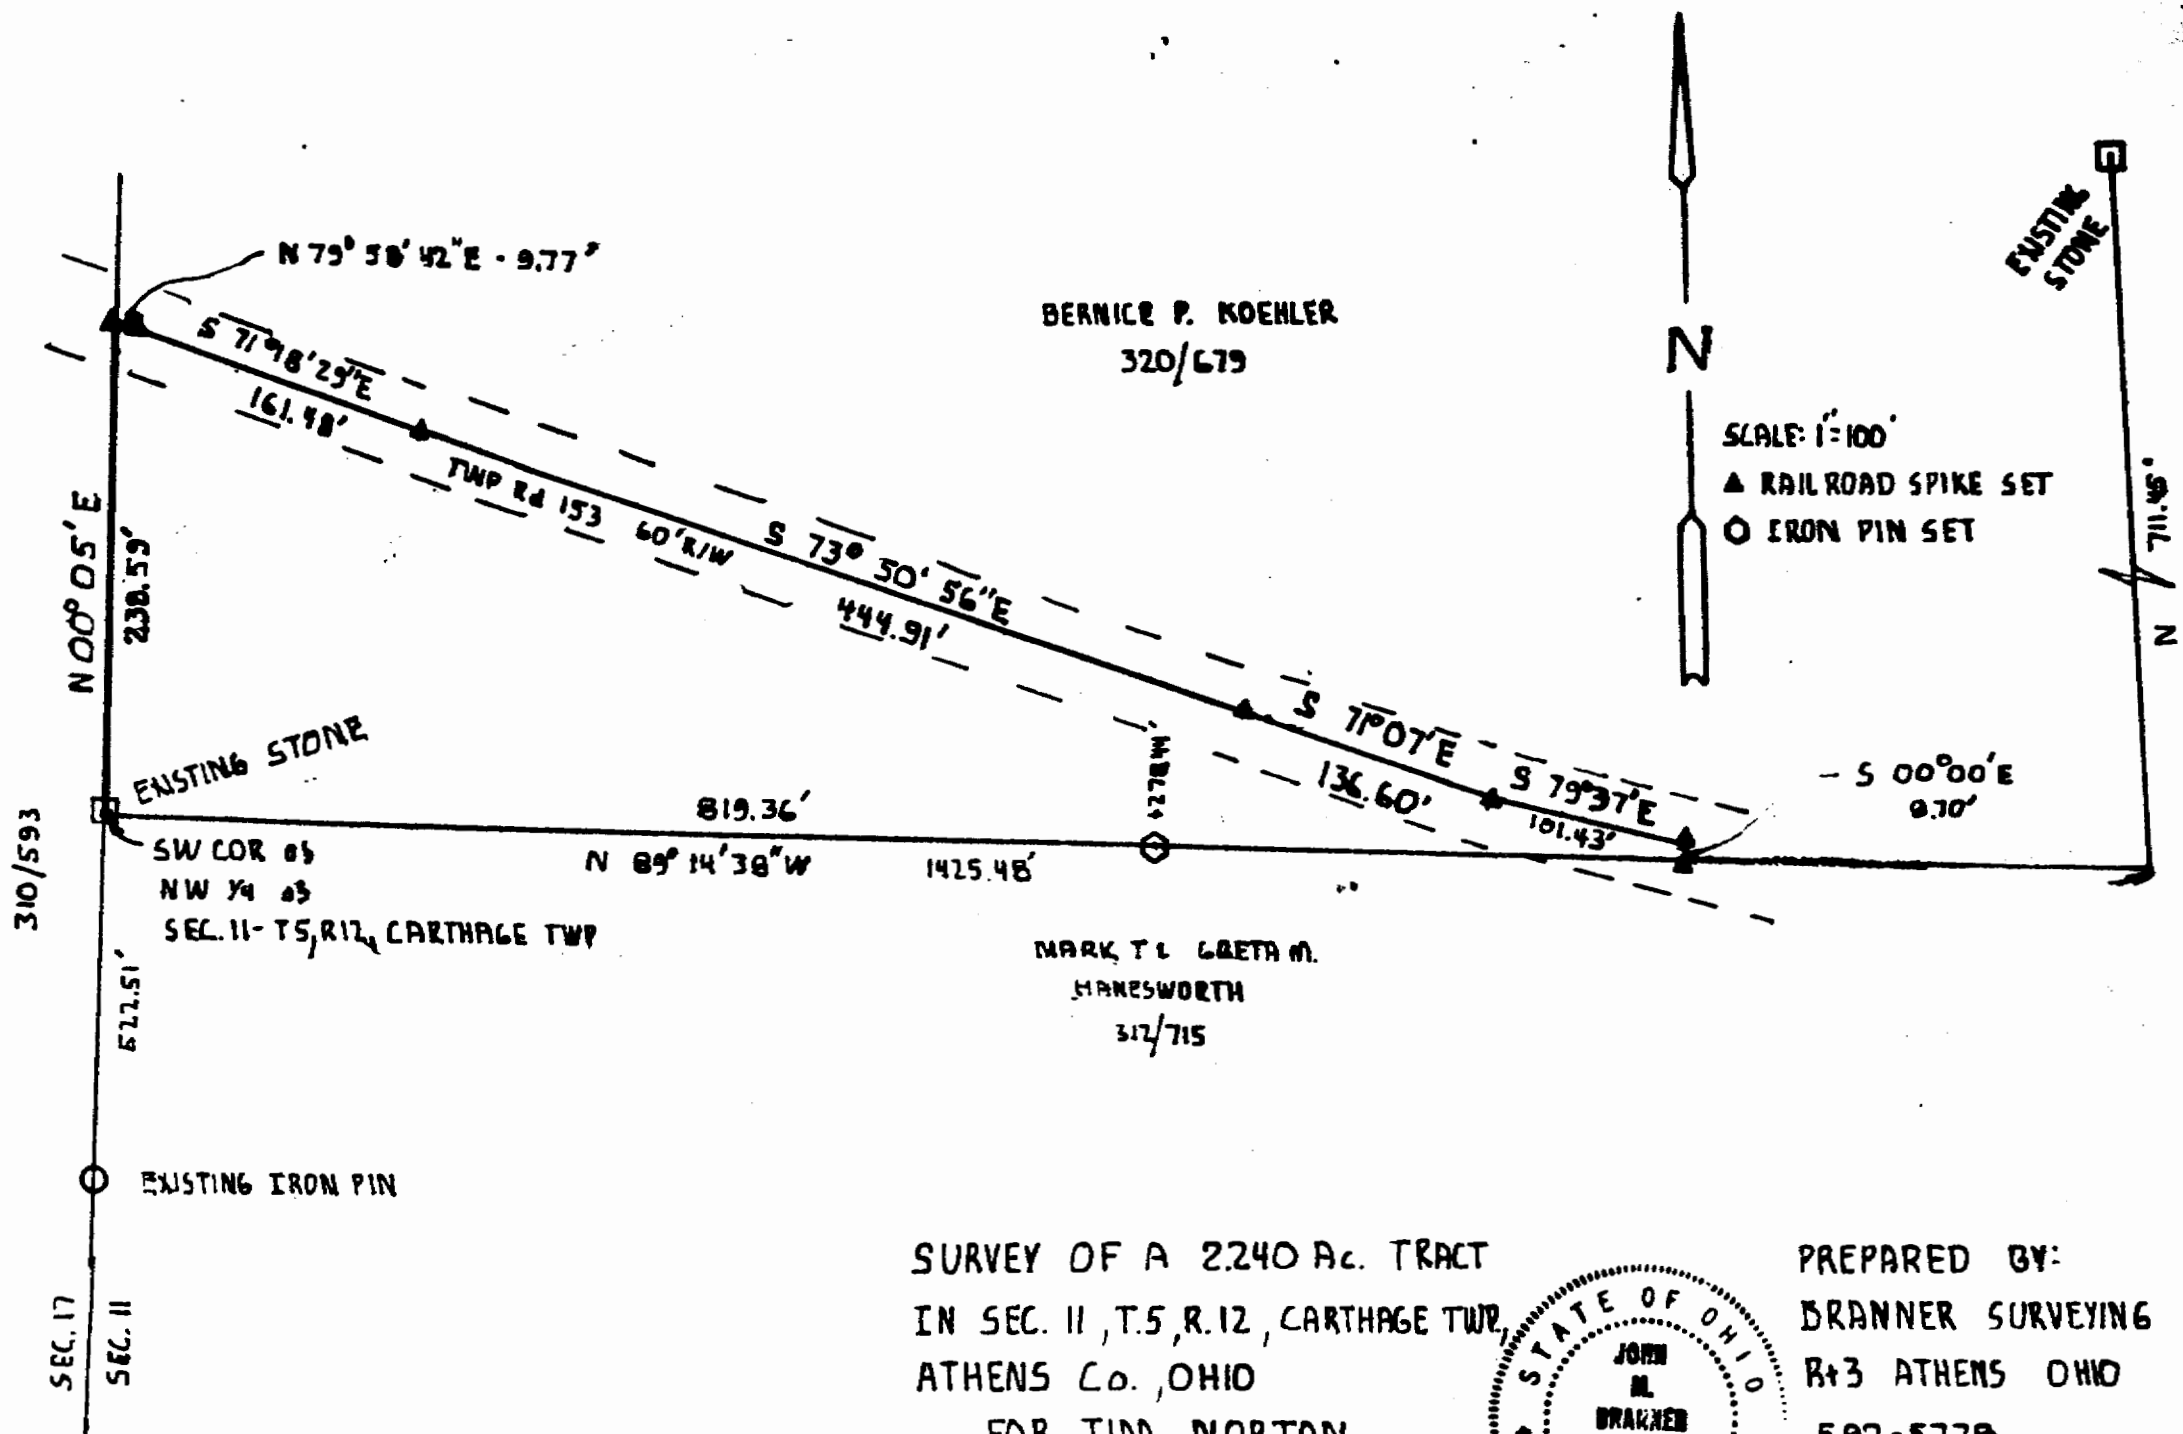 N 79° 58' 42" E - 9.77'
S 71° 18' 29" E
161.48'
TWP Rd 153 60' R/W
S 73° 50' 56" E
444.91'
S 71° 07' E
136.60'
S 79° 37' E
101.43'
- S 00° 00' E
8.70'
BERNICE P. KOEHLER
320/679
N
SCALE: 1"=100'
RAILROAD SPIKE SET
IRON PIN SET
EXISTING
STONE
711.45'
N
N 00° 05' E
238.59'
EXISTING STONE
819.36'
N 89° 14' 38" W
1425.48'
SW COR of
NW 1/4 of
SEC. 11- T5, R12, CARTHAGE TWP
310/593
522.51'
MARK T & GRETA M.
HANESWORTH
312/715
EXISTING IRON PIN
SEC. 17
SEC. 11
SURVEY OF A 2.240 Ac. TRACT
IN SEC. 11, T.5, R.12, CARTHAGE TWP,
ATHENS Co., OHIO
STATE OF OHIO
JOHN
M.
BRANNER
PREPARED BY:
BRANNER SURVEYING
Rt 3 ATHENS OHIO